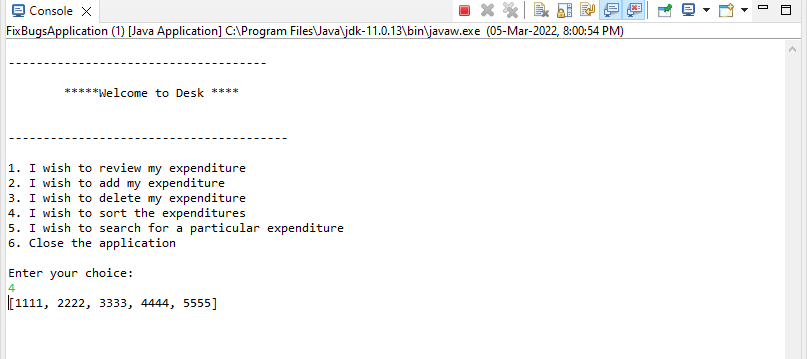 Console
FixBugsApplication (1) [Java Application] C:\Program Files\Java\jdk-11.0.13\bin\javaw.exe (05-Mar-2022, 8:00:54 PM)
-------------------------------------
*****Welcome to Desk ****
----------------------------------------
1. I wish to review my expenditure
2. I wish to add my expenditure
3. I wish to delete my expenditure
4. I wish to sort the expenditures
5. I wish to search for a particular expenditure
6. Close the application
Enter your choice:
4
[1111, 2222, 3333, 4444, 5555]